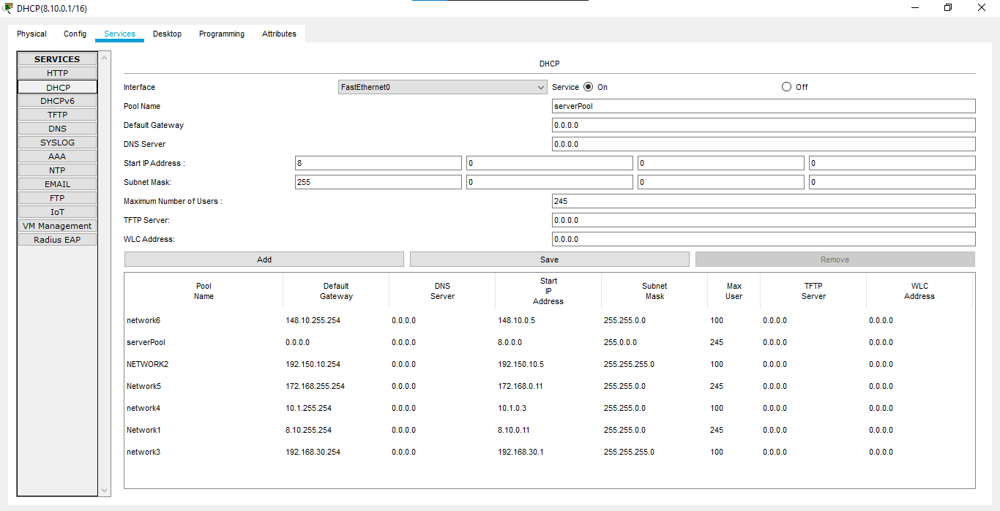 DHCP(8.10.0.1/16)
Physical Config Services Desktop Programming Attributes
SERVICES
HTTP
DHCP
DHCPv6
TFTP
DNS
SYSLOG
AAA
NTP
EMAIL
FTP
IoT
VM Management
Radius EAP
DHCP
Interface FastEthernet0 Service On Off
Pool Name serverPool
Default Gateway 0.0.0.0
DNS Server 0.0.0.0
Start IP Address : 8 0 0 0
Subnet Mask: 255 0 0 0
Maximum Number of Users : 245
TFTP Server: 0.0.0.0
WLC Address: 0.0.0.0
Add Save Remove
Pool Name Default Gateway DNS Server Start IP Address Subnet Mask Max User TFTP Server WLC Address
network6 148.10.255.254 0.0.0.0 148.10.0.5 255.255.0.0 100 0.0.0.0 0.0.0.0
serverPool 0.0.0.0 0.0.0.0 8.0.0.0 255.0.0.0 245 0.0.0.0 0.0.0.0
NETWORK2 192.150.10.254 0.0.0.0 192.150.10.5 255.255.255.0 100 0.0.0.0 0.0.0.0
Network5 172.168.255.254 0.0.0.0 172.168.0.11 255.255.0.0 245 0.0.0.0 0.0.0.0
network4 10.1.255.254 0.0.0.0 10.1.0.3 255.255.0.0 100 0.0.0.0 0.0.0.0
Network1 8.10.255.254 0.0.0.0 8.10.0.11 255.255.0.0 245 0.0.0.0 0.0.0.0
network3 192.168.30.254 0.0.0.0 192.168.30.1 255.255.255.0 100 0.0.0.0 0.0.0.0